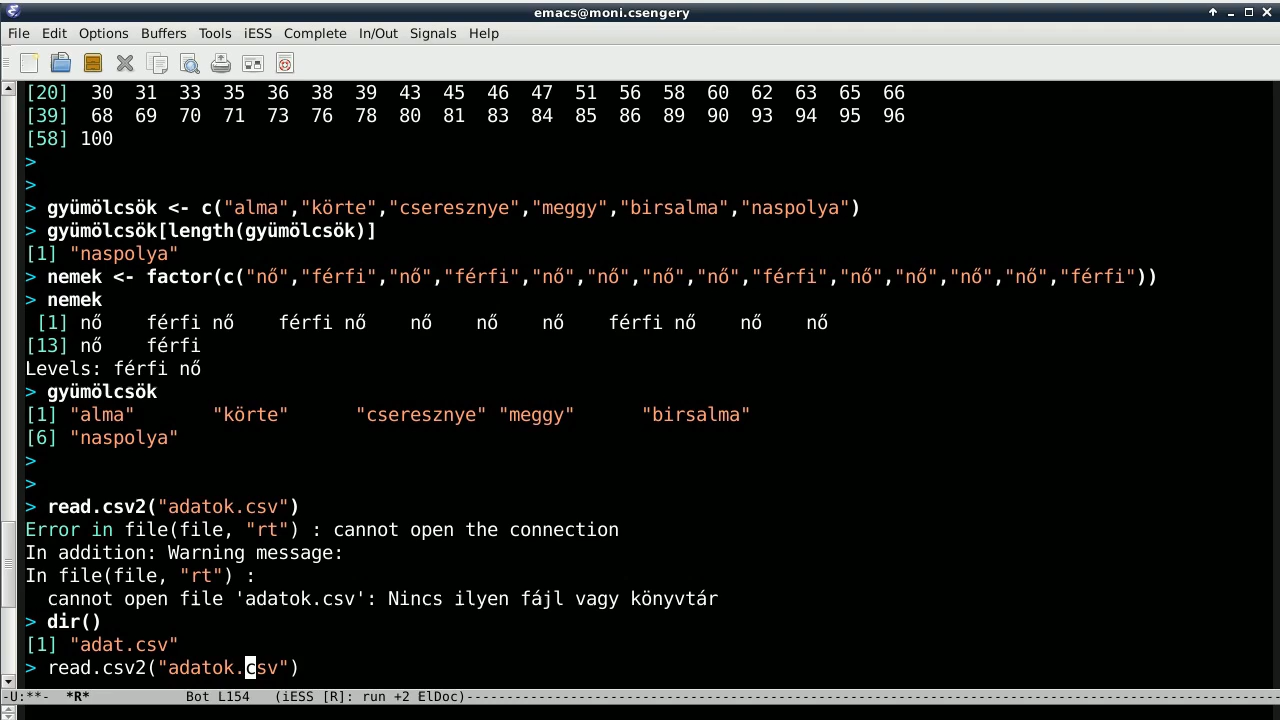 emacs@moni.csengery
File Edit Options Buffers Tools iESS Complete In/Out Signals Help
[20]  30  31  33  35  36  38  39  43  45  46  47  51  56  58  60  62  63  65  66
[39]  68  69  70  71  73  76  78  80  81  83  84  85  86  89  90  93  94  95  96
[58] 100
>
>
> gyümölcsök <- c("alma","körte","cseresznye","meggy","birsalma","naspolya")
> gyümölcsök[length(gyümölcsök)]
[1] "naspolya"
> nemek <- factor(c("nő","férfi","nő","férfi","nő","nő","nő","nő","férfi","nő","nő","nő","nő","férfi"))
> nemek
 [1] nő    férfi nő    férfi nő    nő    nő    nő    férfi nő    nő    nő
[13] nő    férfi
Levels: férfi nő
> gyümölcsök
[1] "alma"       "körte"      "cseresznye" "meggy"      "birsalma"
[6] "naspolya"
>
>
> read.csv2("adatok.csv")
Error in file(file, "rt") : cannot open the connection
In addition: Warning message:
In file(file, "rt") :
  cannot open file 'adatok.csv': Nincs ilyen fájl vagy könyvtár
> dir()
[1] "adat.csv"
> read.csv2("adatok.csv")
-U:**-  *R*         Bot L154   (iESS [R]: run +2 ElDoc)----------